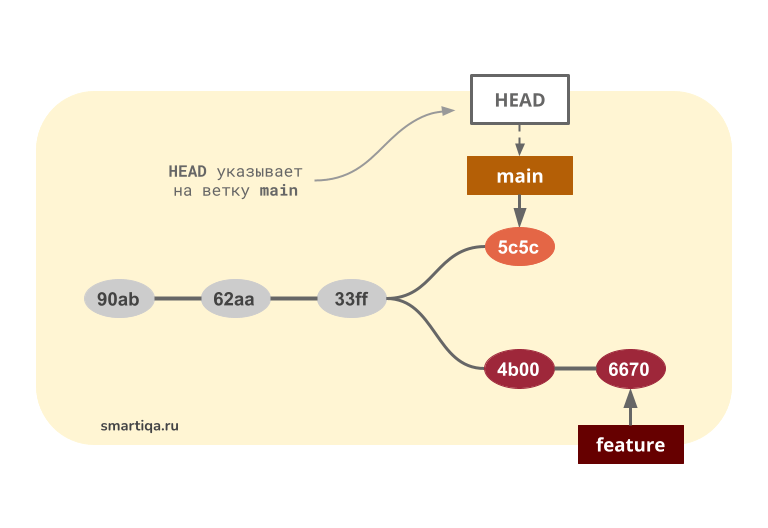 HEAD
HEAD указывает
на ветку main
main
5c5c
90ab
62aa
33ff
4b00
6670
smartiqa.ru
feature